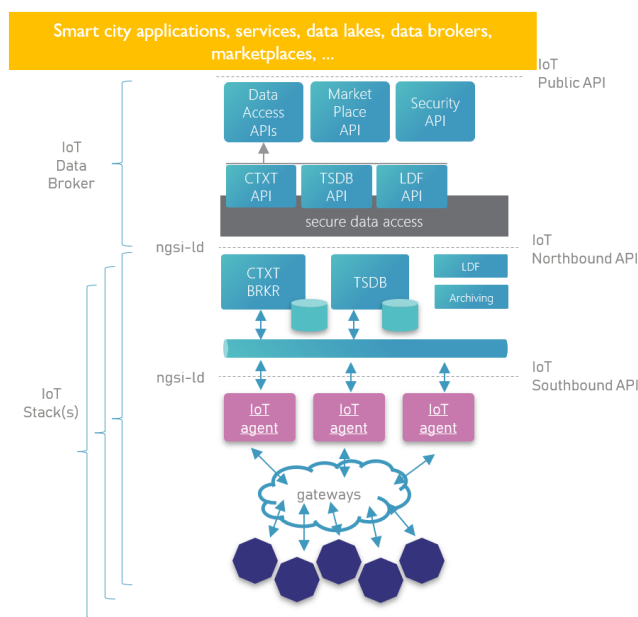 Smart city applications, services, data lakes, data brokers,
marketplaces, ...
IoT
Public API
Data
Access
APIs
Market
Place
API
Security
API
IoT
Data
Broker
CTXT
API
TSDB
API
LDF
API
secure data access
ngsi-ld
IoT
Northbound API
CTXT
BRKR
TSDB
LDF
Archiving
ngsi-ld
IoT
Southbound API
IoT
Stack(s)
IoT
agent
IoT
agent
IoT
agent
gateways